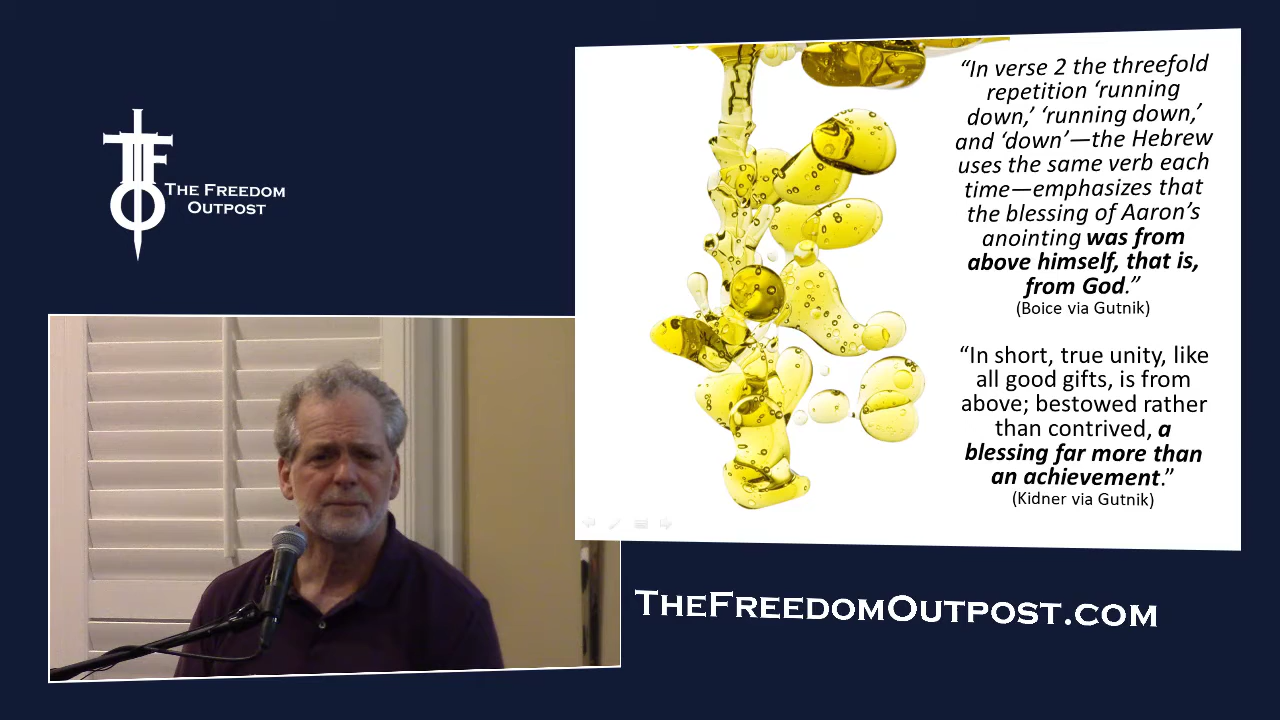 TFO
THE FREEDOM
OUTPOST
“In verse 2 the threefold
repetition ‘running
down,’ ‘running down,’
and ‘down’—the Hebrew
uses the same verb each
time—emphasizes that
the blessing of Aaron’s
anointing was from
above himself, that is,
from God.”
(Boice via Gutnik)
“In short, true unity, like
all good gifts, is from
above; bestowed rather
than contrived, a
blessing far more than
an achievement.”
(Kidner via Gutnik)
THEFREEDOMOUTPOST.COM